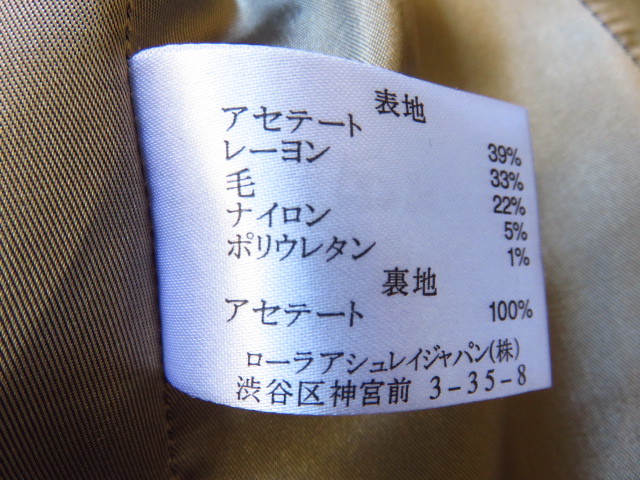 表地
アセテート 39%
レーヨン 33%
毛 22%
ナイロン 5%
ポリウレタン 1%
裏地
アセテート 100%
ローラアシュレイジャパン(株)
渋谷区神宮前 3-35-8